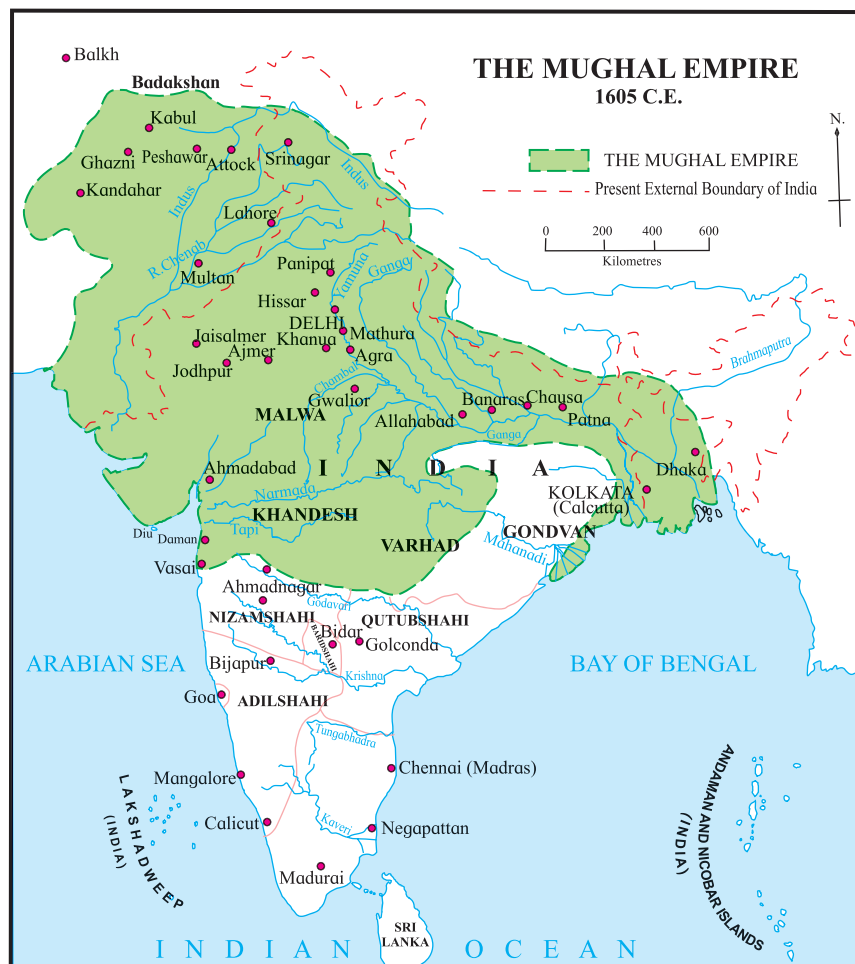 THE MUGHAL EMPIRE
1605 C.E.
N.
THE MUGHAL EMPIRE
Present External Boundary of India
0 200 400 600
Kilometres
Balkh
Badakshan
Kabul
Ghazni
Peshawar
Attock
Srinagar
Indus
Kandahar
Indus
Lahore
R.Chenab
Multan
Panipat
Yamuna
Ganga
Hissar
DELHI
Jaisalmer
Khanua
Mathura
Ajmer
Agra
Jodhpur
Chambal
Brahmaputra
Gwalior
MALWA
Allahabad
Banaras
Chausa
Patna
Ganga
Ahmadabad
I N D I A
Dhaka
Narmada
KOLKATA
(Calcutta)
KHANDESH
Tapi
Diu
Daman
VARHAD
GONDVAN
Mahanadi
Vasai
Ahmadnagar
Godavari
NIZAMSHAHI
QUTUBSHAHI
BARIDSHAHI
Bidar
Golconda
ARABIAN SEA
BAY OF BENGAL
Bijapur
Krishna
Goa
ADILSHAHI
Tungabhadra
Mangalore
Chennai (Madras)
LAKSHADWEEP
(INDIA)
ANDAMAN AND NICOBAR ISLANDS
(INDIA)
Calicut
Kaveri
Negapattan
Madurai
SRI
LANKA
INDIAN OCEAN